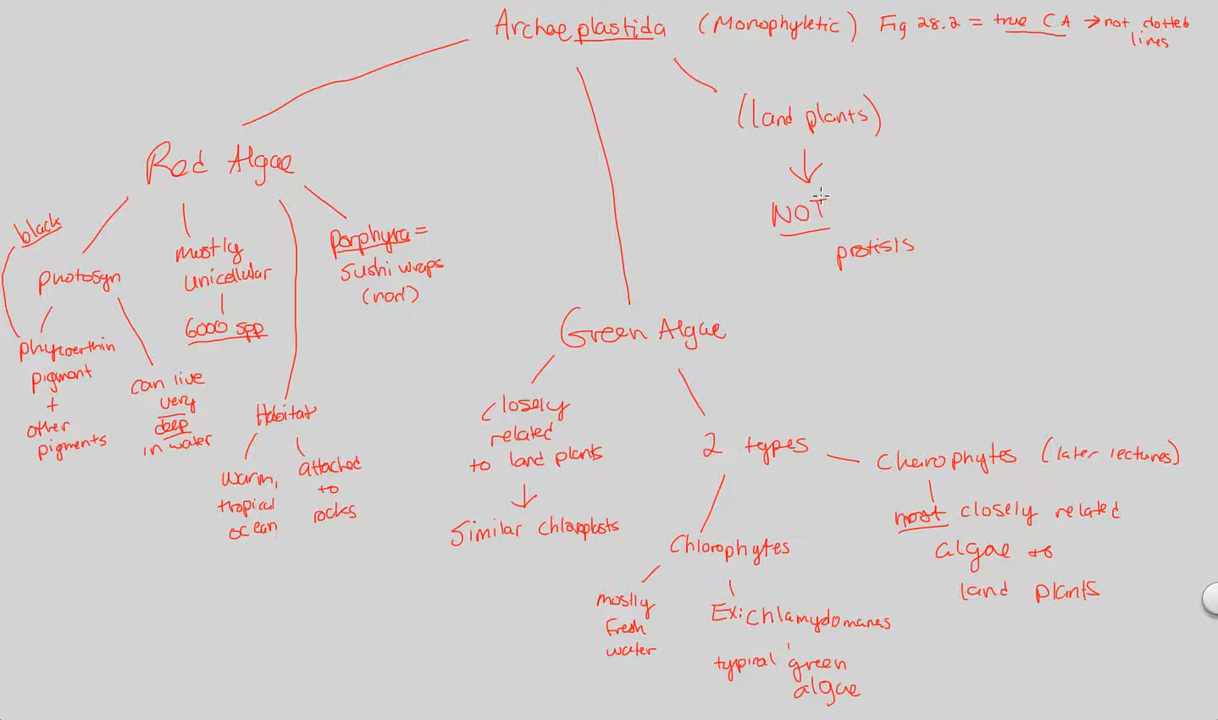 Archaeplastida (Monophyletic) Fig 28.2 = true CA → not dotted
lines
(land plants)
↓
NOT
protists
Red Algae
black
photosyn
phycoerthin
pigment
+
other
pigments
can live
very
deep
in water
mostly
unicellular
6000 spp
Habitat
warm,
tropical
ocean
attached
to
rocks
porphyra =
sushi wraps
(nori)
Green Algae
closely
related
to land plants
↓
Similar chloroplasts
2 types
Chlorophytes
mostly
fresh
water
Ex: Chlamydomanas
typical green
algae
Charophytes (later lectures)
most closely related
algae to
land plants